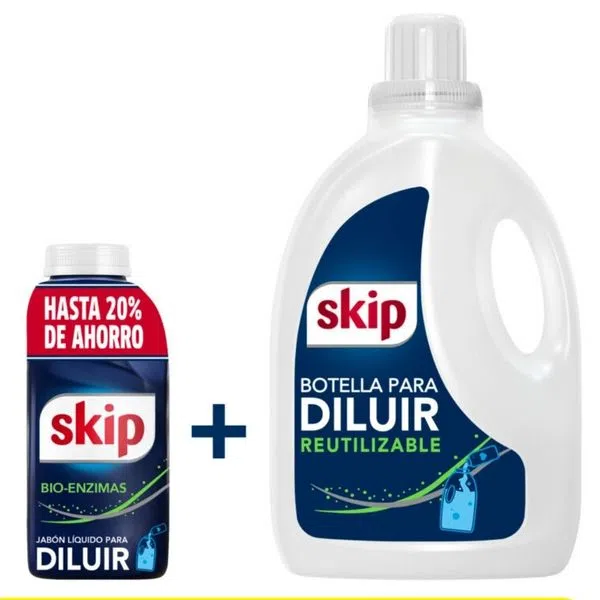 HASTA 20%
DE AHORRO
skip
BIO-ENZIMAS
JABÓN LÍQUIDO PARA
DILUIR
+
skip
BOTELLA PARA
DILUIR
REUTILIZABLE